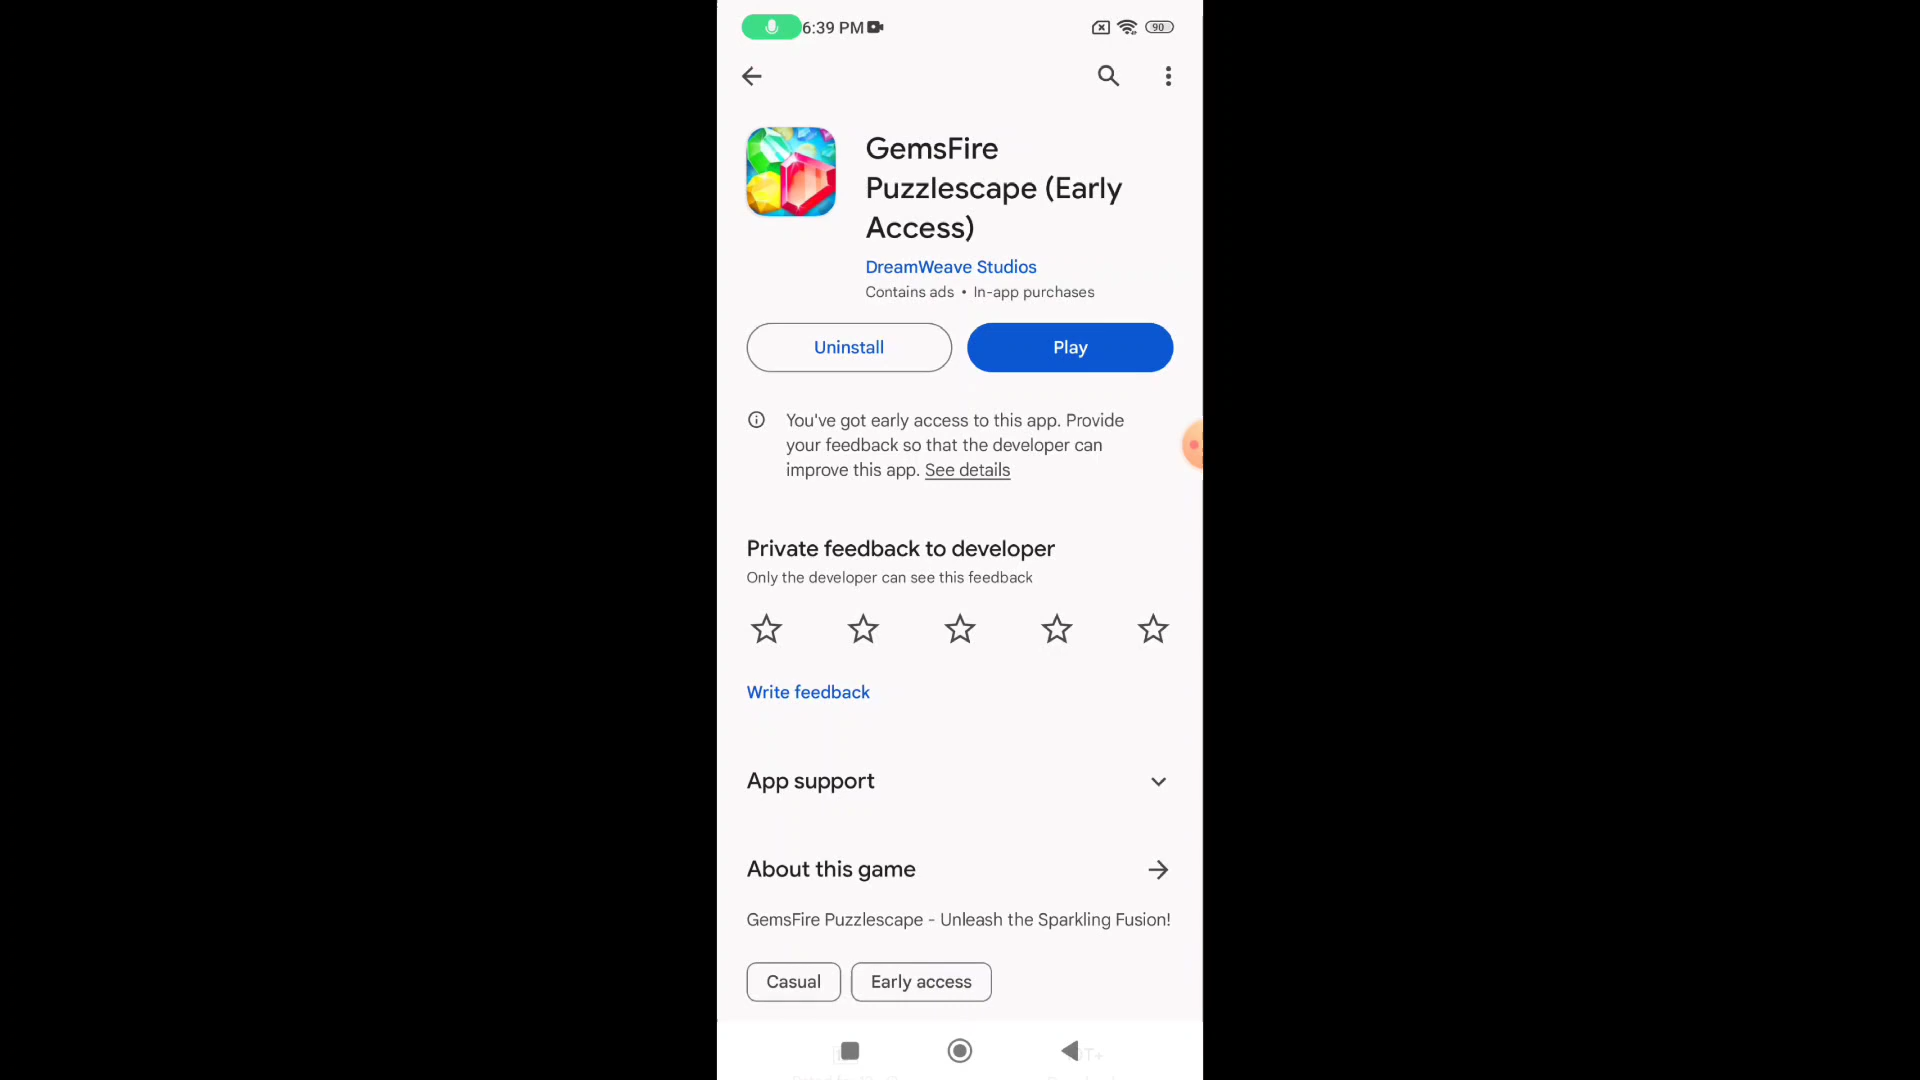 6:39 PM
90
GemsFire
Puzzlescape (Early
Access)
DreamWeave Studios
Contains ads • In-app purchases
Uninstall
Play
You've got early access to this app. Provide
your feedback so that the developer can
improve this app. See details
Private feedback to developer
Only the developer can see this feedback
Write feedback
App support
About this game
GemsFire Puzzlescape - Unleash the Sparkling Fusion!
Casual
Early access